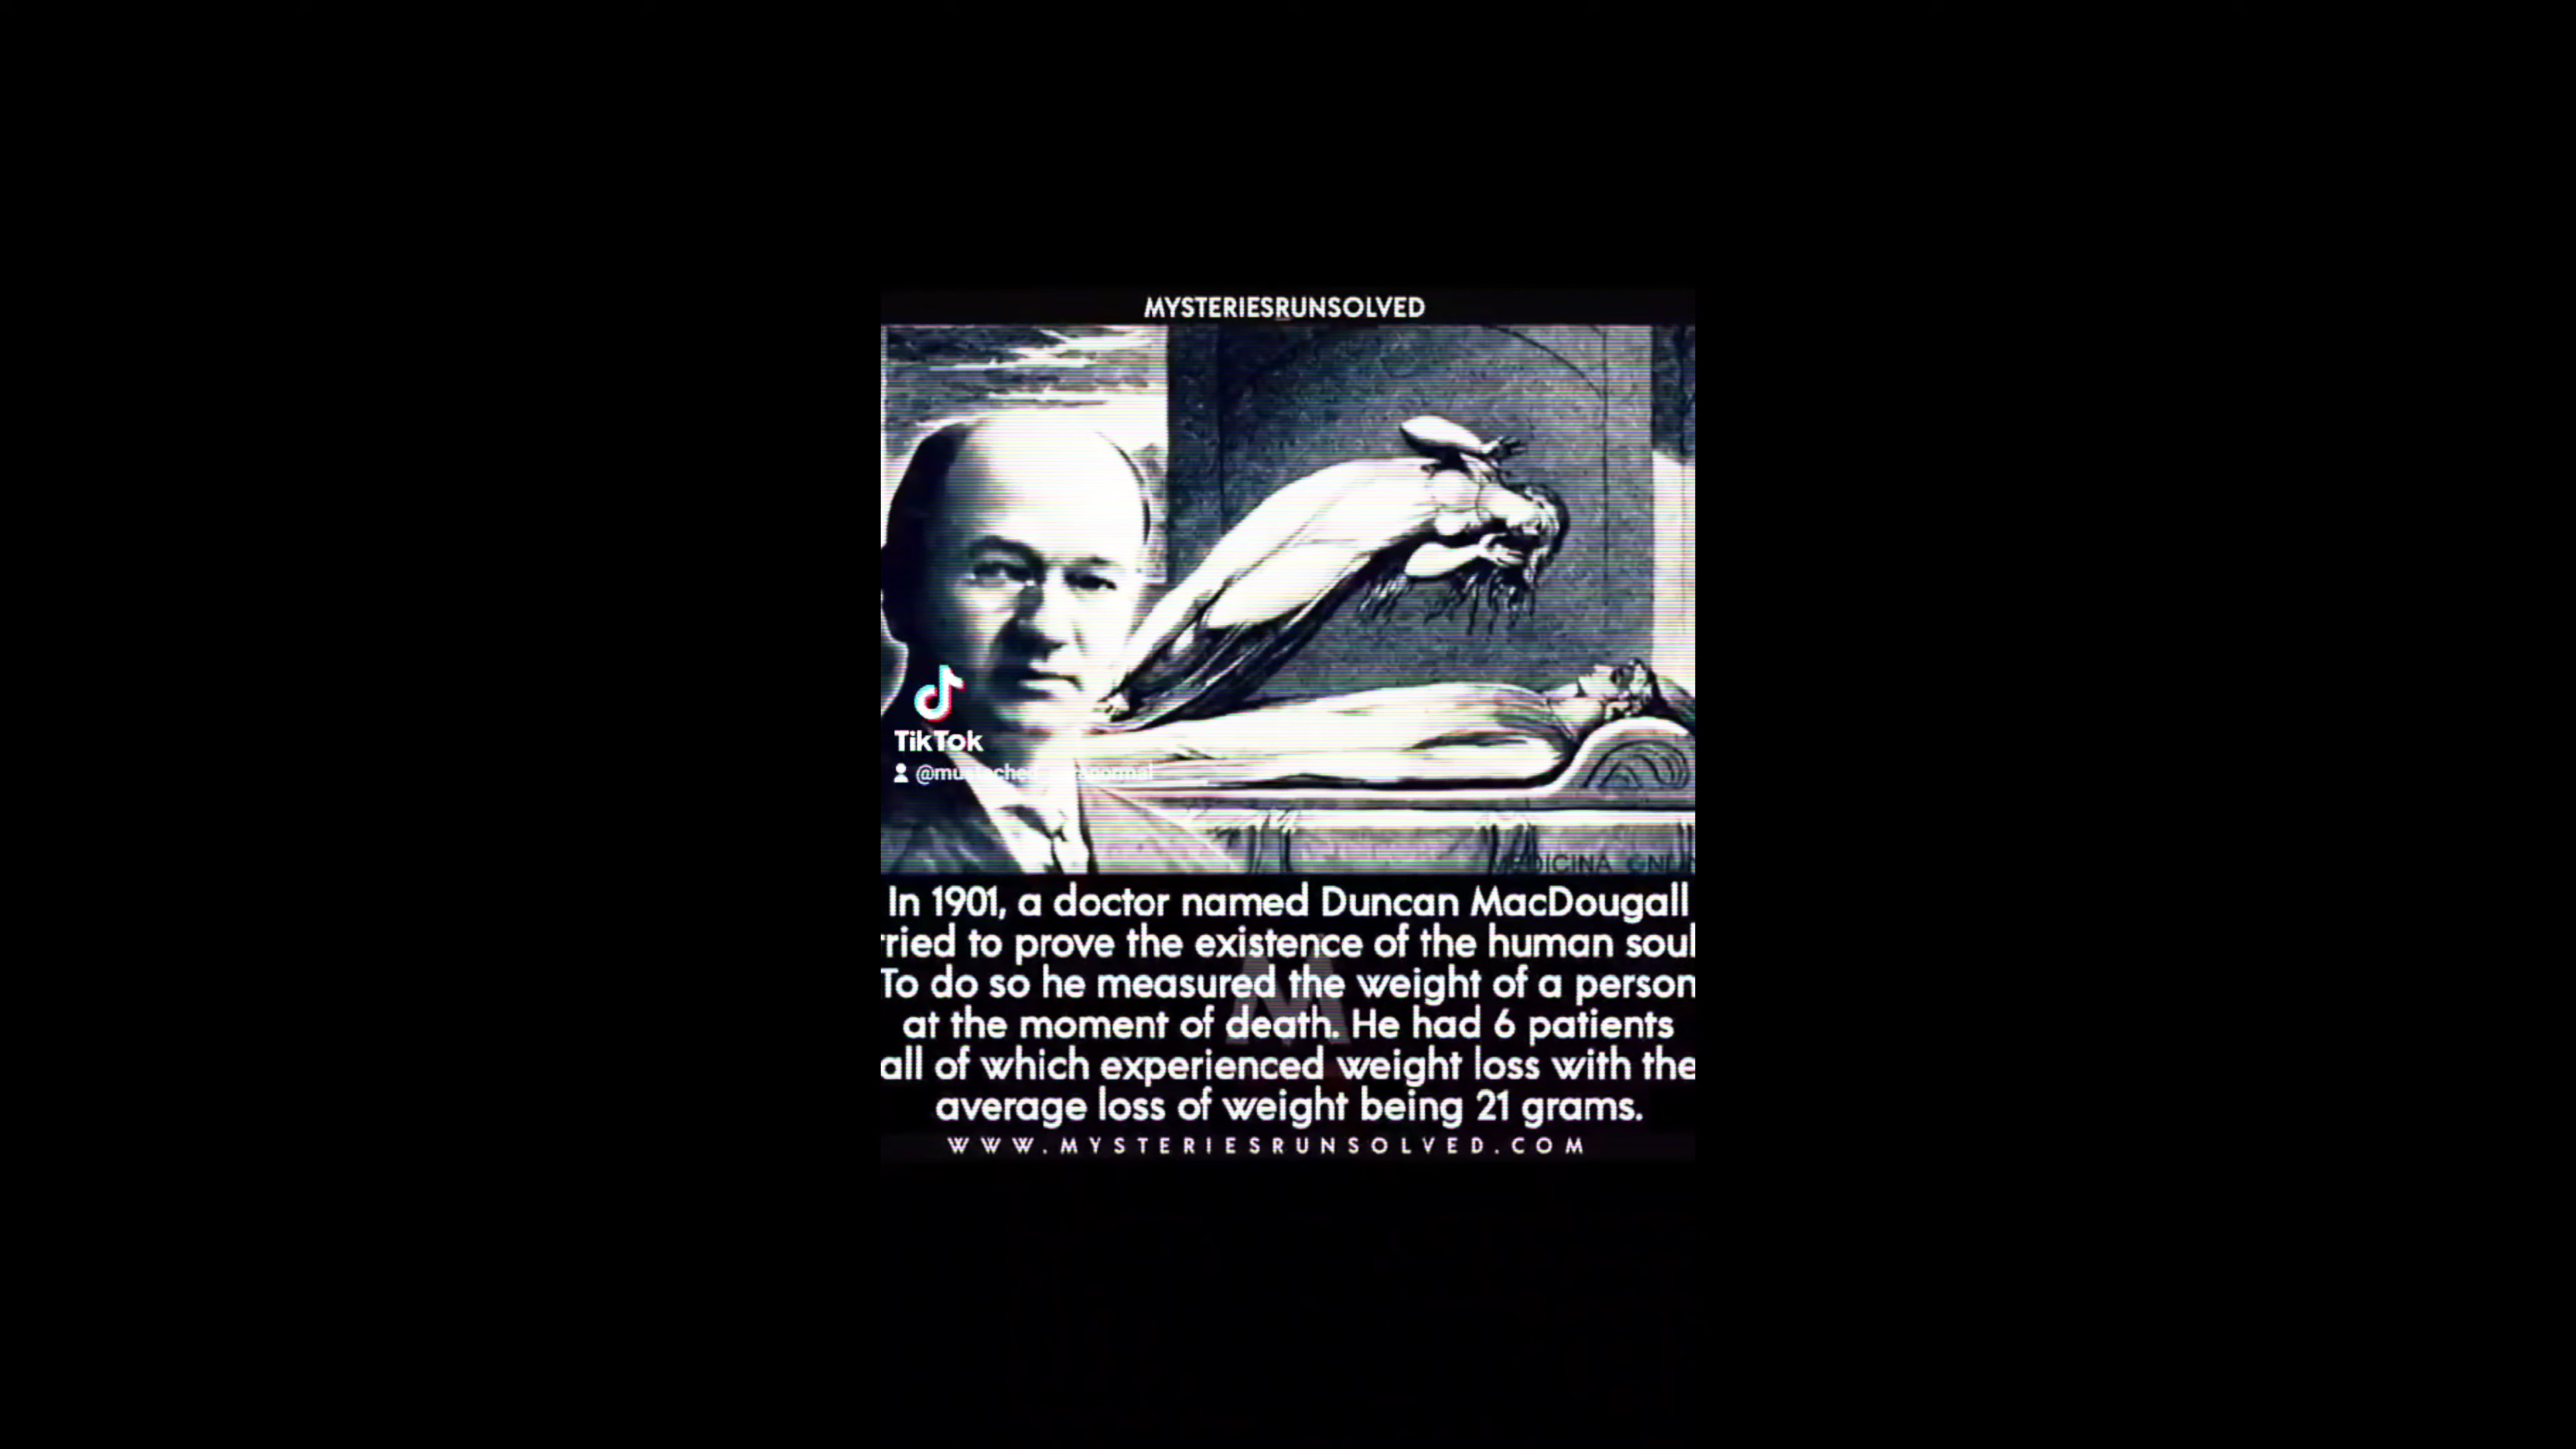 MYSTERIESRUNSOLVED
TikTok
MEDICINA ONLIN
In 1901, a doctor named Duncan MacDougall
ried to prove the existence of the human soul
To do so he measured the weight of a person
at the moment of death. He had 6 patients
all of which experienced weight loss with the
average loss of weight being 21 grams.
WWW.MYSTERIESRUNSOLVED.COM